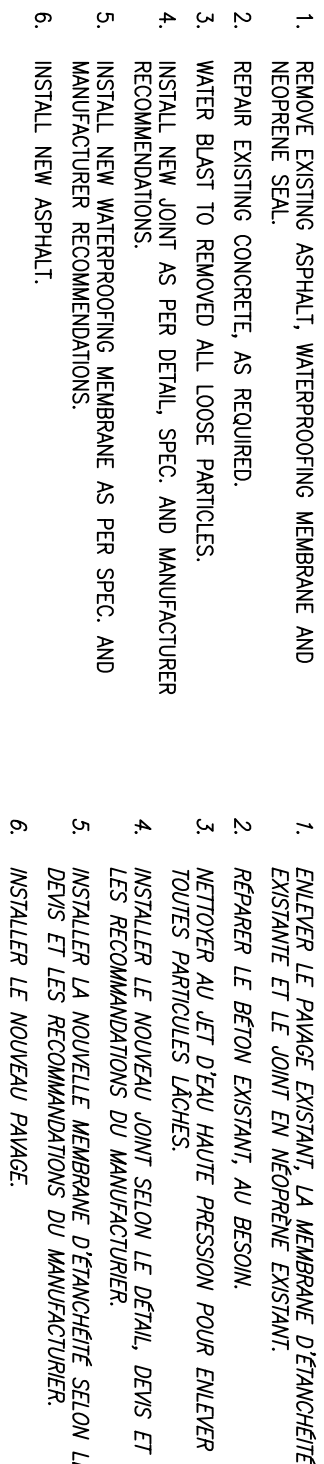 1. REMOVE EXISTING ASPHALT, WATERPROOFING MEMBRANE AND
NEOPRENE SEAL.
2. REPAIR EXISTING CONCRETE, AS REQUIRED.
3. WATER BLAST TO REMOVED ALL LOOSE PARTICLES.
4. INSTALL NEW JOINT AS PER DETAIL, SPEC. AND MANUFACTURER
RECOMMENDATIONS.
5. INSTALL NEW WATERPROOFING MEMBRANE AS PER SPEC. AND
MANUFACTURER RECOMMENDATIONS.
6. INSTALL NEW ASPHALT.
1. ENLEVER LE PAVAGE EXISTANT, LA MEMBRANE D'ÉTANCHÉITÉ
EXISTANTE ET LE JOINT EN NÉOPRÈNE EXISTANT.
2. RÉPARER LE BÉTON EXISTANT, AU BESOIN.
3. NETTOYER AU JET D'EAU HAUTE PRESSION POUR ENLEVER
TOUTES PARTICULES LÂCHES.
4. INSTALLER LE NOUVEAU JOINT SELON LE DÉTAIL, DEVIS ET
LES RECOMMANDATIONS DU MANUFACTURIER.
5. INSTALLER LA NOUVELLE MEMBRANE D'ÉTANCHÉITÉ SELON
DEVIS ET LES RECOMMANDATIONS DU MANUFACTURIER.
6. INSTALLER LE NOUVEAU PAVAGE.